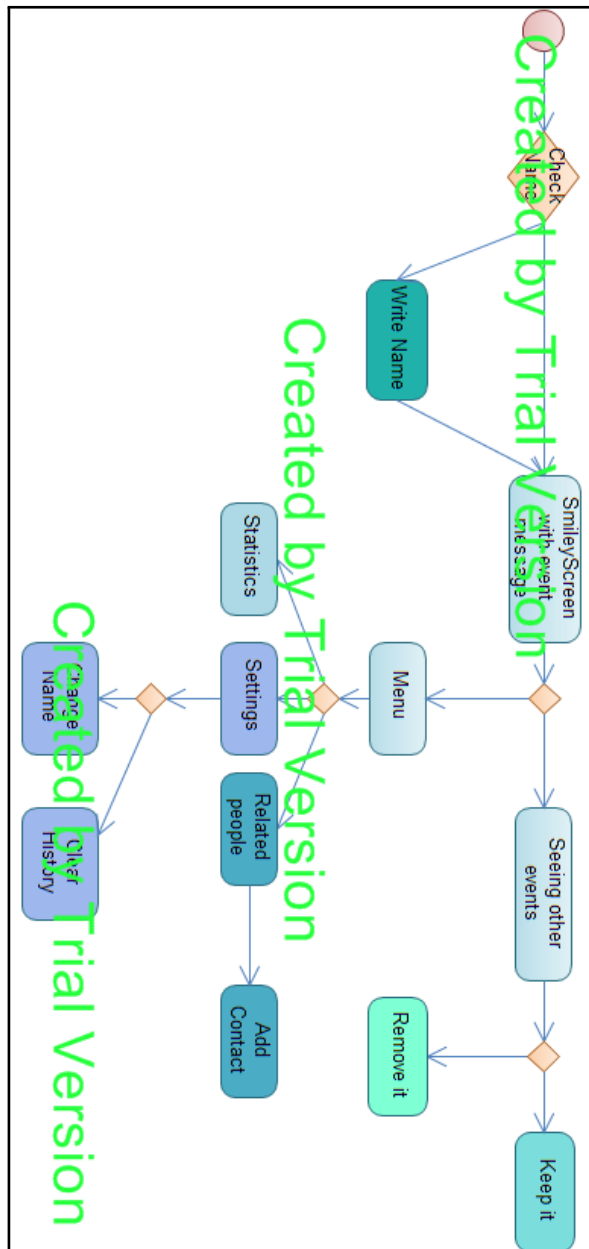 Check
Name
Write Name
SmileyScreen
with event
message
Menu
Seeing other
events
Statistics
Settings
Related
people
Change
Name
Clear
History
Add
Contact
Remove it
Keep it
Created by Trial Version
Created by Trial Version
Created by Trial Version